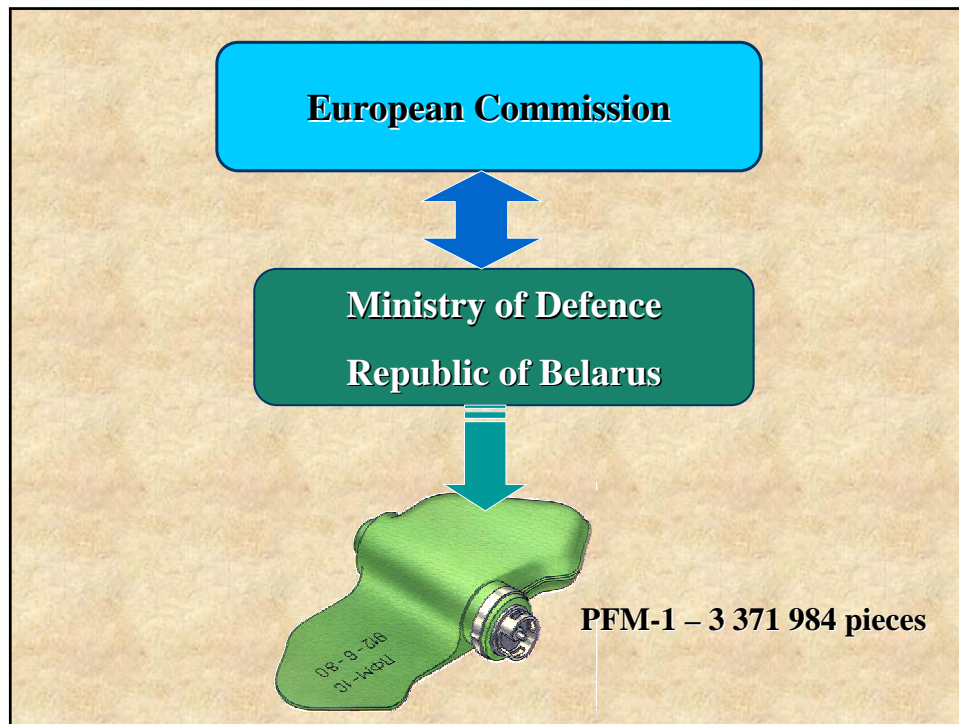 European Commission
Ministry of Defence
Republic of Belarus
PFM-1 – 3 371 984 pieces
912-6-80
ПФМ-1С